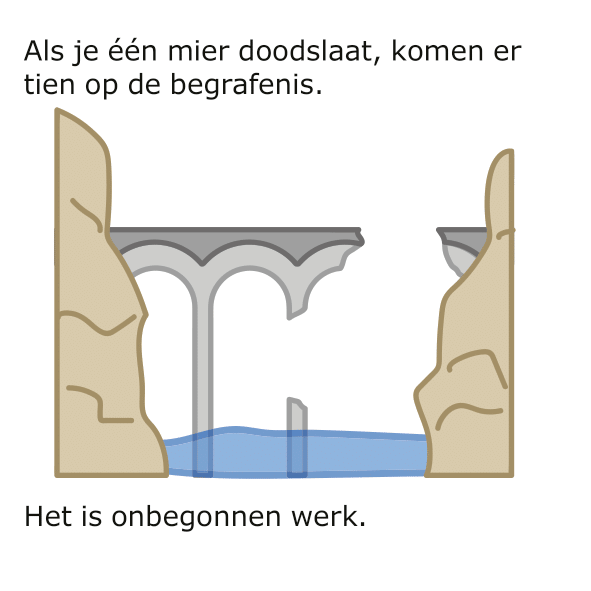 Als je één mier doodslaat, komen er
tien op de begrafenis.
Het is onbegonnen werk.